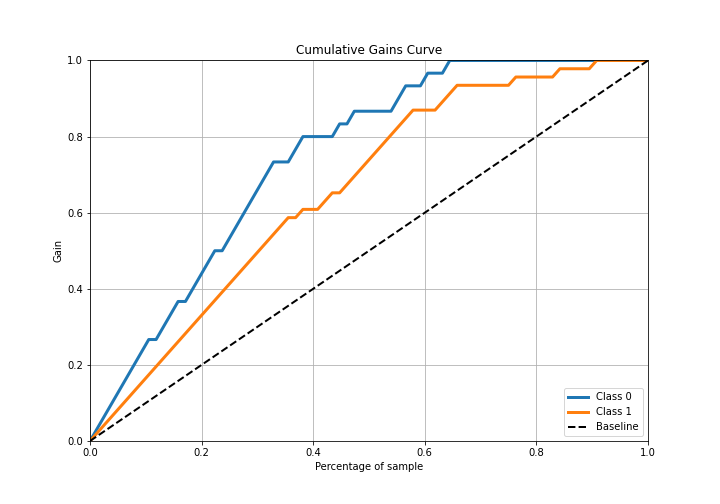 Cumulative Gains Curve
1.0
0.8
0.6
0.4
0.2
0.0
Gain
0.0 0.2 0.4 0.6 0.8 1.0
Percentage of sample
Class 0
Class 1
Baseline